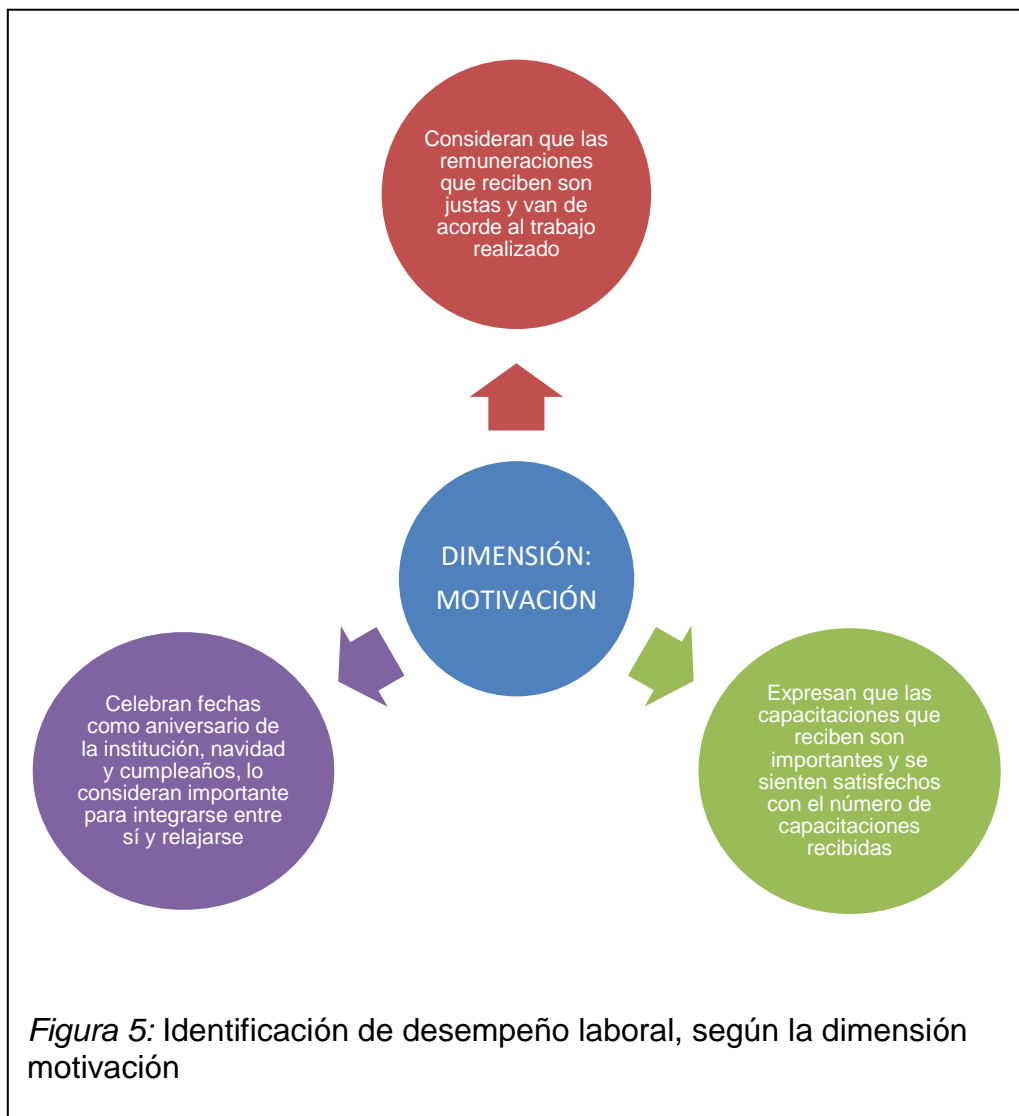 Consideran que las
remuneraciones
que reciben son
justas y van de
acorde al trabajo
realizado
DIMENSIÓN:
MOTIVACIÓN
Celebran fechas
como aniversario de
la institución, navidad
y cumpleaños, lo
consideran importante
para integrarse entre
sí y relajarse
Expresan que las
capacitaciones que
reciben son
importantes y se
sienten satisfechos
con el número de
capacitaciones
recibidas
Figura 5: Identificación de desempeño laboral, según la dimensión
motivación